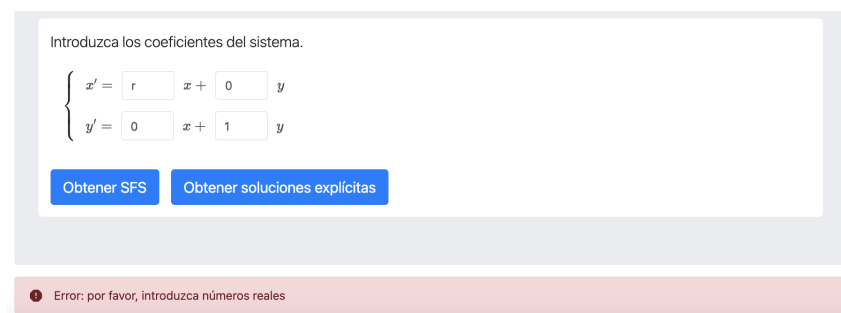 Introduzca los coeficientes del sistema.
x′ = r x + 0 y
y′ = 0 x + 1 y
Obtener SFS Obtener soluciones explícitas
Error: por favor, introduzca números reales